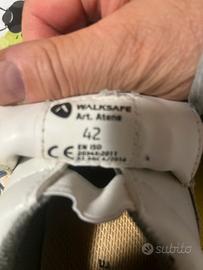 WALKSAFE
Art. Atene
42
CE EN ISO
20345:2011
subito